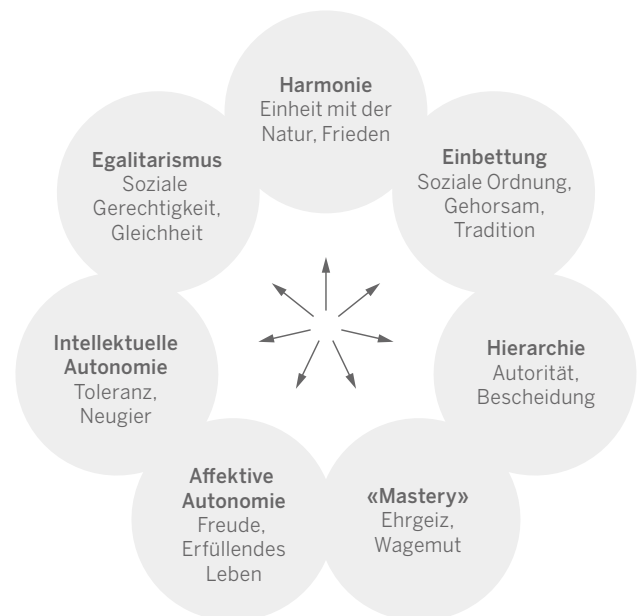 Harmonie
Einheit mit der
Natur, Frieden
Einbettung
Soziale Ordnung,
Gehorsam,
Tradition
Hierarchie
Autorität,
Bescheidung
«Mastery»
Ehrgeiz,
Wagemut
Affektive
Autonomie
Freude,
Erfüllendes
Leben
Intellektuelle
Autonomie
Toleranz,
Neugier
Egalitarismus
Soziale
Gerechtigkeit,
Gleichheit